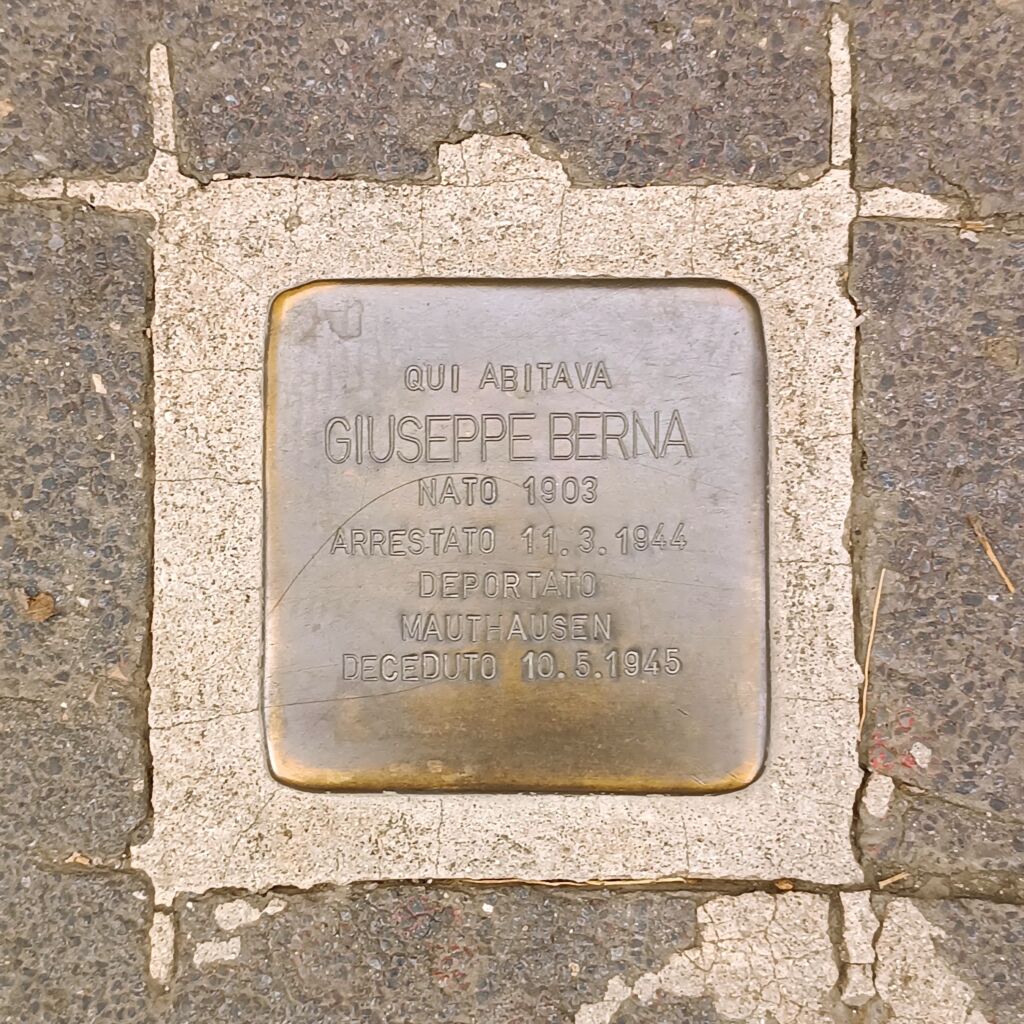 QUI ABITAVA
GIUSEPPE BERNA
NATO 1903
ARRESTATO 11.3.1944
DEPORTATO
MAUTHAUSEN
DECEDUTO 10.5.1945